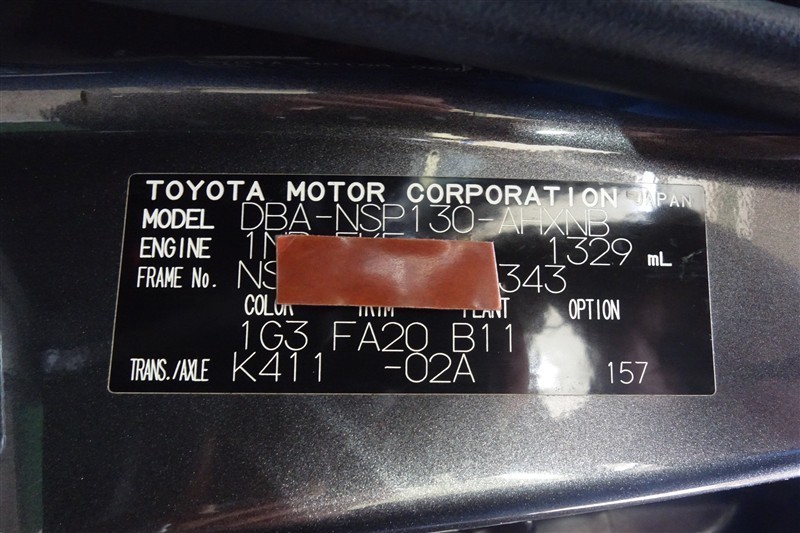 TOYOTA MOTOR CORPORATION JAPAN
MODEL DBA-NSP130-AHXNB
ENGINE 1329 mL
FRAME No. NS 343
COLOR TRIM PLANT OPTION
1G3 FA20 B11
TRANS./AXLE K411 -02A 157